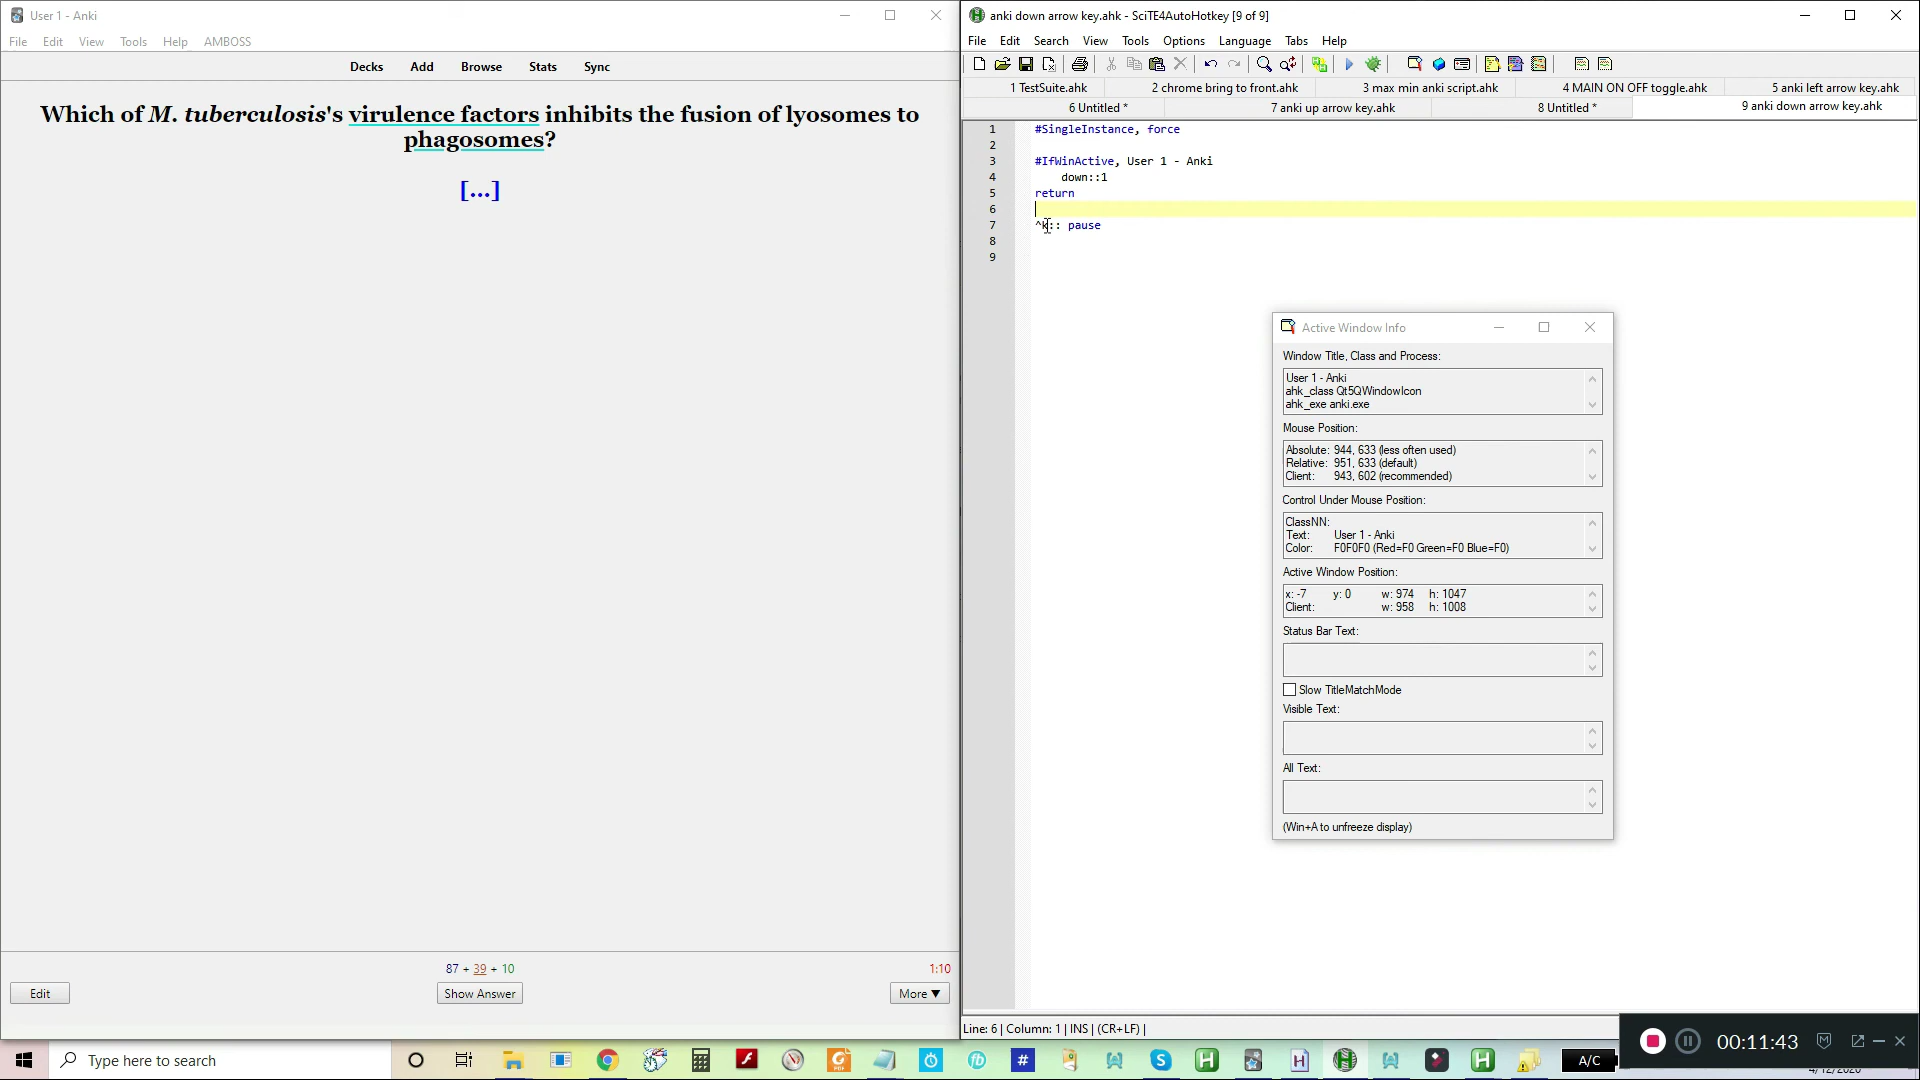 User 1 - Anki
File Edit View Tools Help AMBOSS
Decks Add Browse Stats Sync
Which of M. tuberculosis's virulence factors inhibits the fusion of lyosomes to
phagosomes?
[...]
87 + 39 + 10
1:10
Edit
Show Answer
More ▼
anki down arrow key.ahk - SciTE4AutoHotkey [9 of 9]
File Edit Search View Tools Options Language Tabs Help
1 TestSuite.ahk 2 chrome bring to front.ahk 3 max min anki script.ahk 4 MAIN ON OFF toggle.ahk 5 anki left arrow key.ahk
6 Untitled * 7 anki up arrow key.ahk 8 Untitled * 9 anki down arrow key.ahk
1 #SingleInstance, force
2
3 #IfWinActive, User 1 - Anki
4 down::1
5 return
6
7 ^k:: pause
8
9
Active Window Info
Window Title, Class and Process:
User 1 - Anki
ahk_class Qt5QWindowIcon
ahk_exe anki.exe
Mouse Position:
Absolute: 944, 633 (less often used)
Relative: 951, 633 (default)
Client: 943, 602 (recommended)
Control Under Mouse Position:
ClassNN:
Text: User 1 - Anki
Color: F0F0F0 (Red=F0 Green=F0 Blue=F0)
Active Window Position:
x: -7 y: 0 w: 974 h: 1047
Client: w: 958 h: 1008
Status Bar Text:
Slow TitleMatchMode
Visible Text:
All Text:
(Win+A to unfreeze display)
Line: 6 | Column: 1 | INS | (CR+LF) |
Type here to search
A/C
00:11:43
4/12/2020